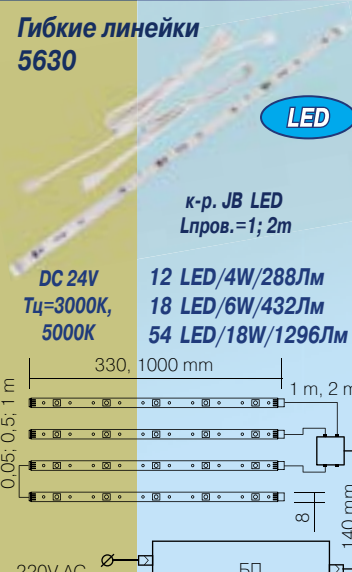 Гибкие линейки
5630
LED
к-р. JB LED
Lпров.=1; 2m
DC 24V
Тц=3000K,
5000K
12 LED/4W/288Лм
18 LED/6W/432Лм
54 LED/18W/1296Лм
330, 1000 mm
1 m, 2 m
0,05; 0,5; 1 m
8
140 mm
220V AC
БП